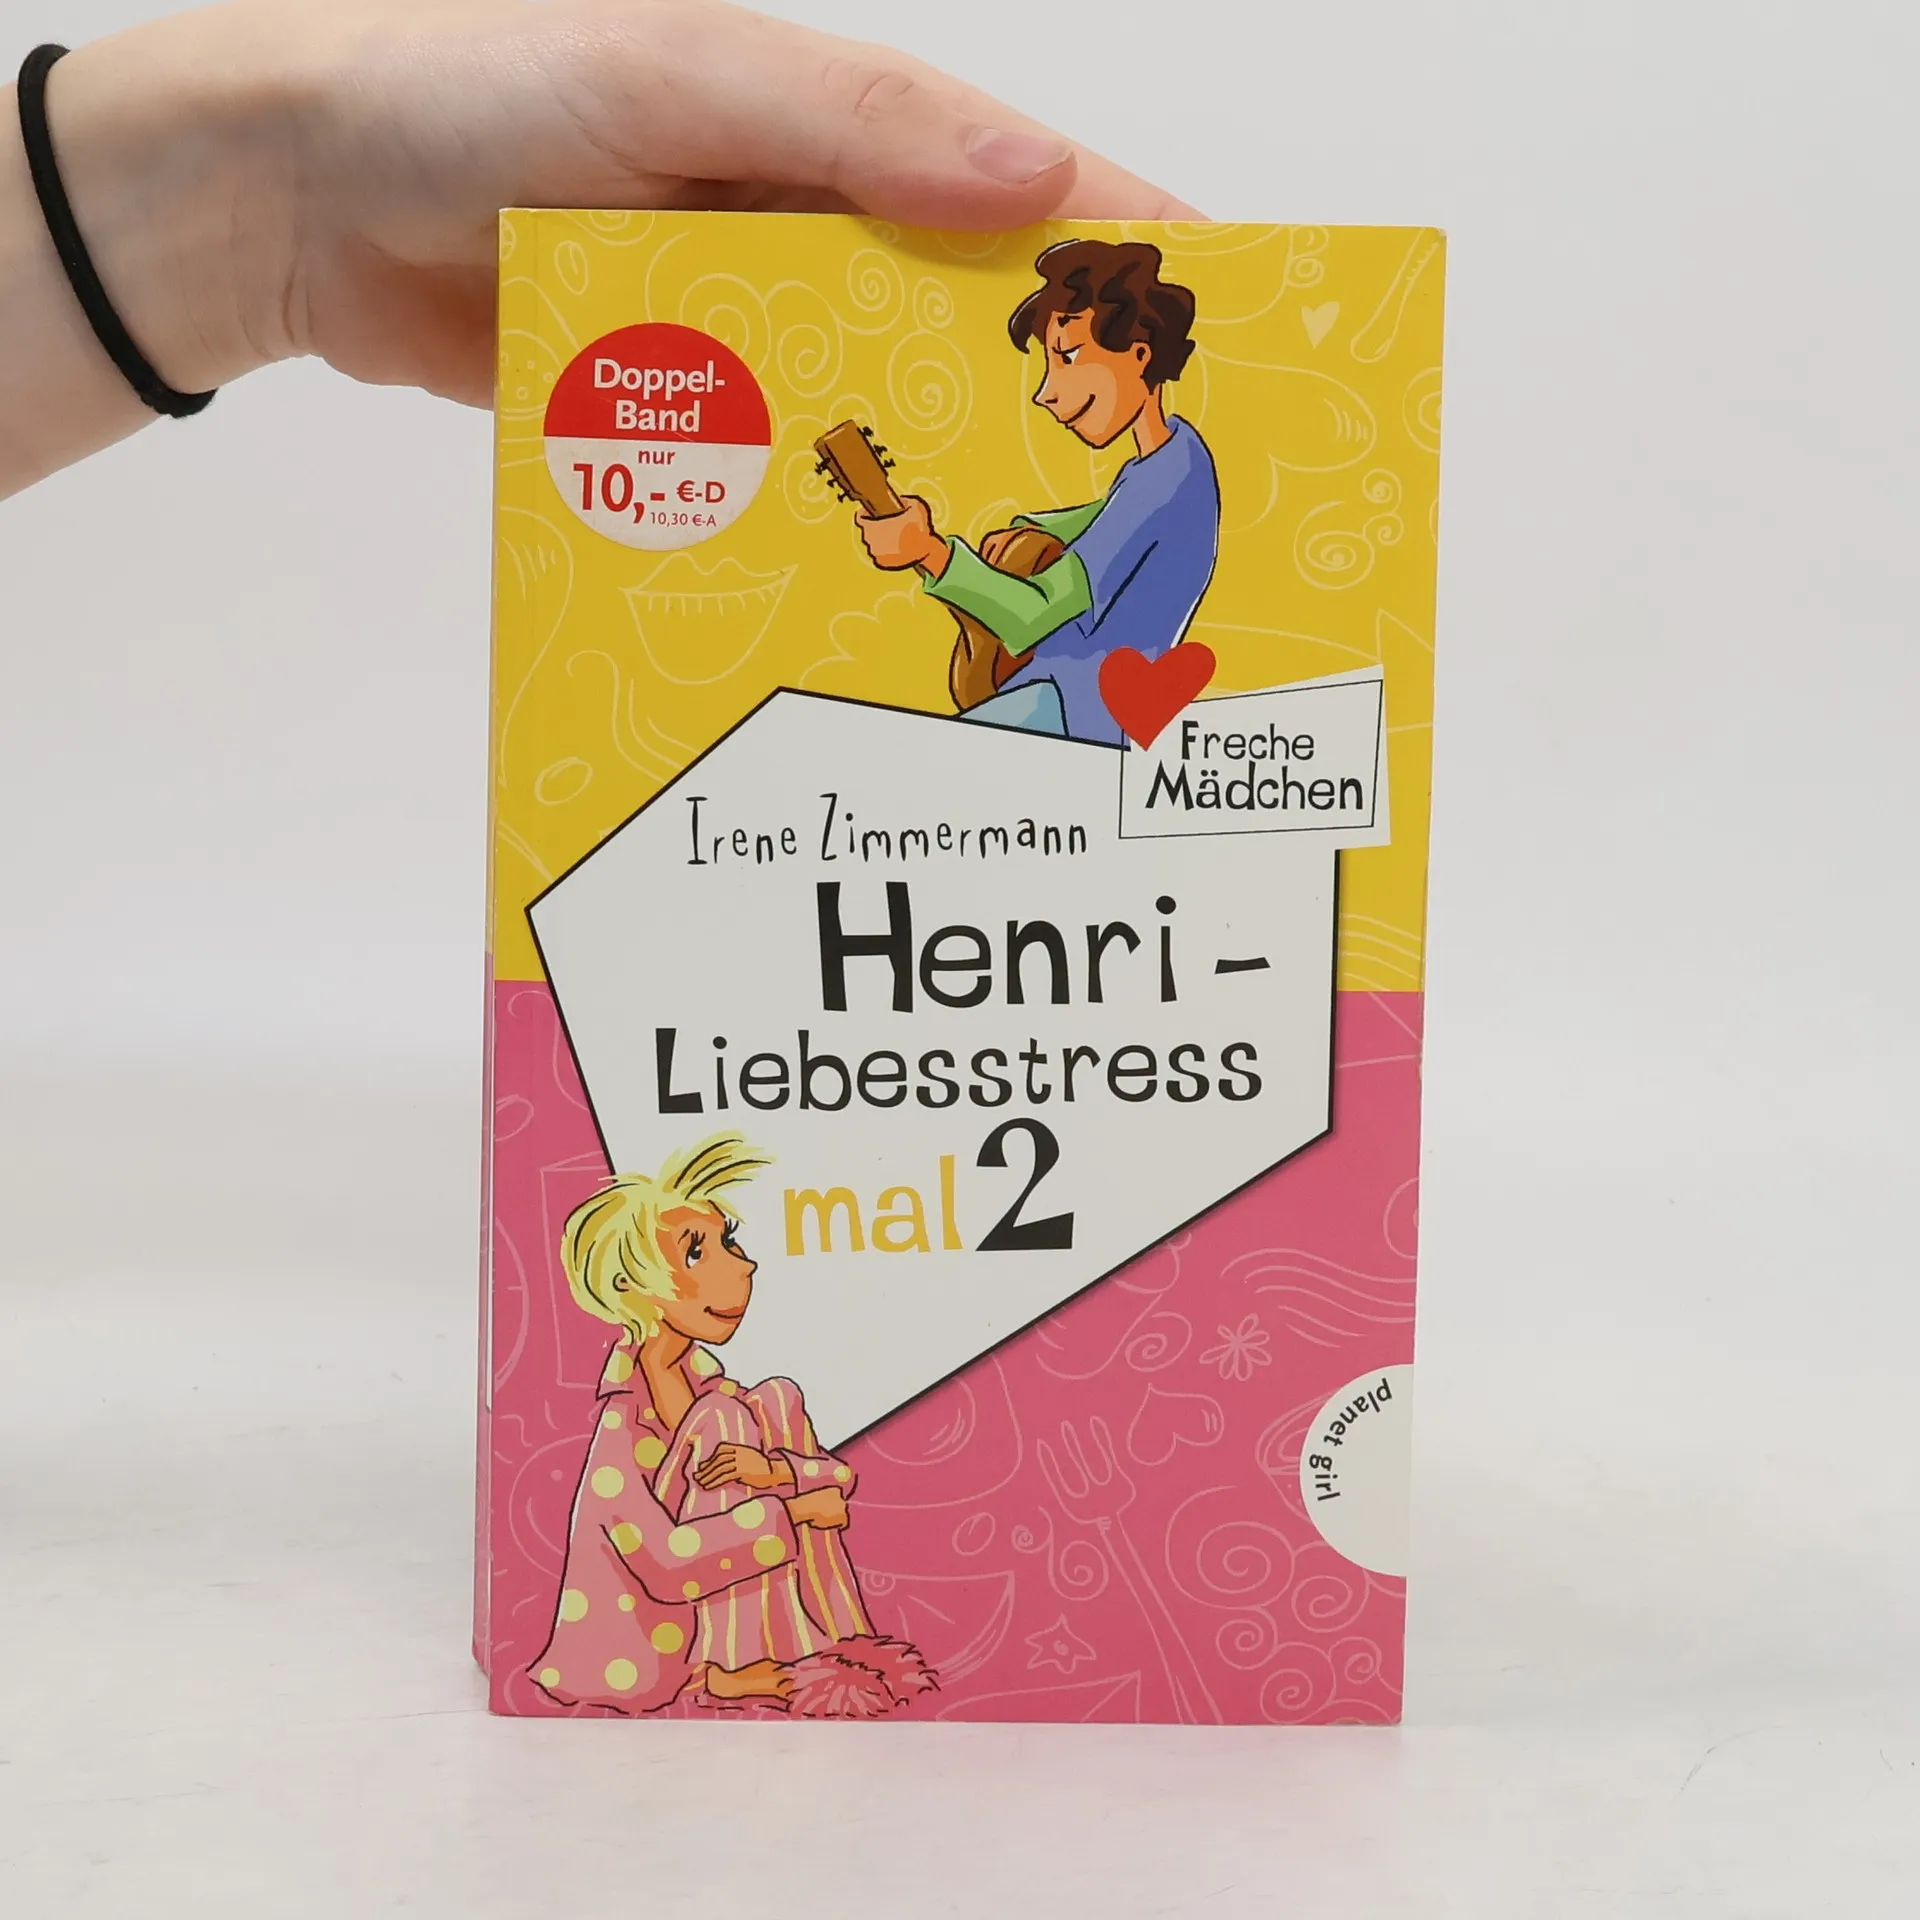 Doppel-
Band
nur
10,- €-D
10,30 €-A
Freche
Mädchen
Irene Zimmermann
Henri -
Liebesstress
mal 2
planet girl